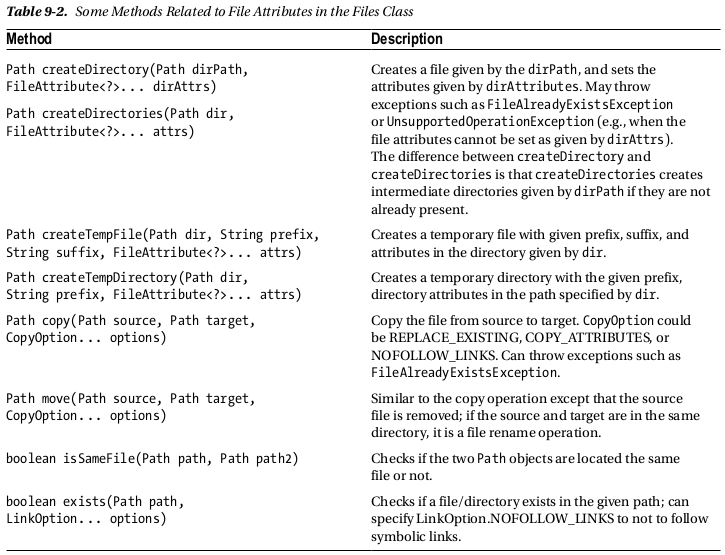 Table 9-2. Some Methods Related to File Attributes in the Files Class
Method Description
Path createDirectory(Path dirPath,
FileAttribute<?>... dirAttrs)
Path createDirectories(Path dir,
FileAttribute<?>... attrs)
Creates a file given by the dirPath, and sets the
attributes given by dirAttributes. May throw
exceptions such as FileAlreadyExistsException
or UnsupportedOperationException (e.g., when the
file attributes cannot be set as given by dirAttrs).
The difference between createDirectory and
createDirectories is that createDirectories creates
intermediate directories given by dirPath if they are not
already present.
Path createTempFile(Path dir, String prefix,
String suffix, FileAttribute<?>... attrs)
Creates a temporary file with given prefix, suffix, and
attributes in the directory given by dir.
Path createTempDirectory(Path dir,
String prefix, FileAttribute<?>... attrs)
Creates a temporary directory with the given prefix,
directory attributes in the path specified by dir.
Path copy(Path source, Path target,
CopyOption... options)
Copy the file from source to target. CopyOption could
be REPLACE_EXISTING, COPY_ATTRIBUTES, or
NOFOLLOW_LINKS. Can throw exceptions such as
FileAlreadyExistsException.
Path move(Path source, Path target,
CopyOption... options)
Similar to the copy operation except that the source
file is removed; if the source and target are in the same
directory, it is a file rename operation.
boolean isSameFile(Path path, Path path2)
Checks if the two Path objects are located the same
file or not.
boolean exists(Path path,
LinkOption... options)
Checks if a file/directory exists in the given path; can
specify LinkOption.NOFOLLOW_LINKS to not to follow
symbolic links.